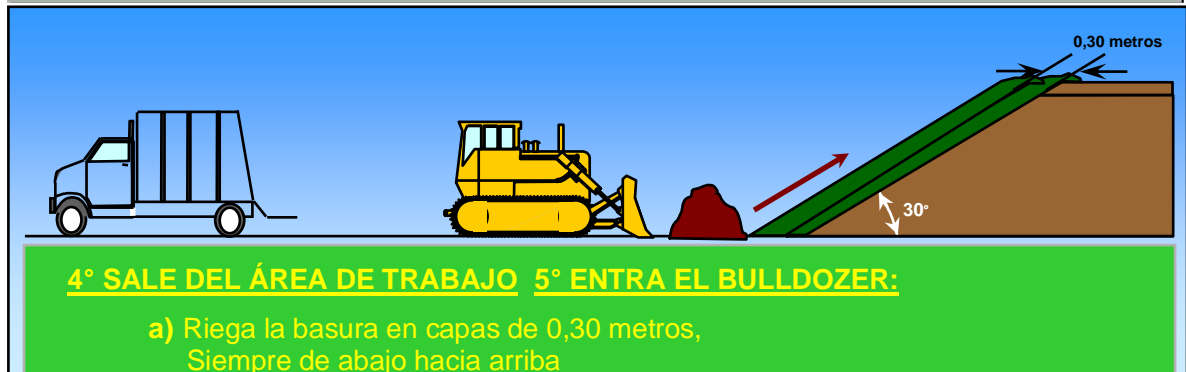 0,30 metros
30°
4° SALE DEL ÁREA DE TRABAJO 5° ENTRA EL BULLDOZER:
a) Riega la basura en capas de 0,30 metros,
Siempre de abajo hacia arriba